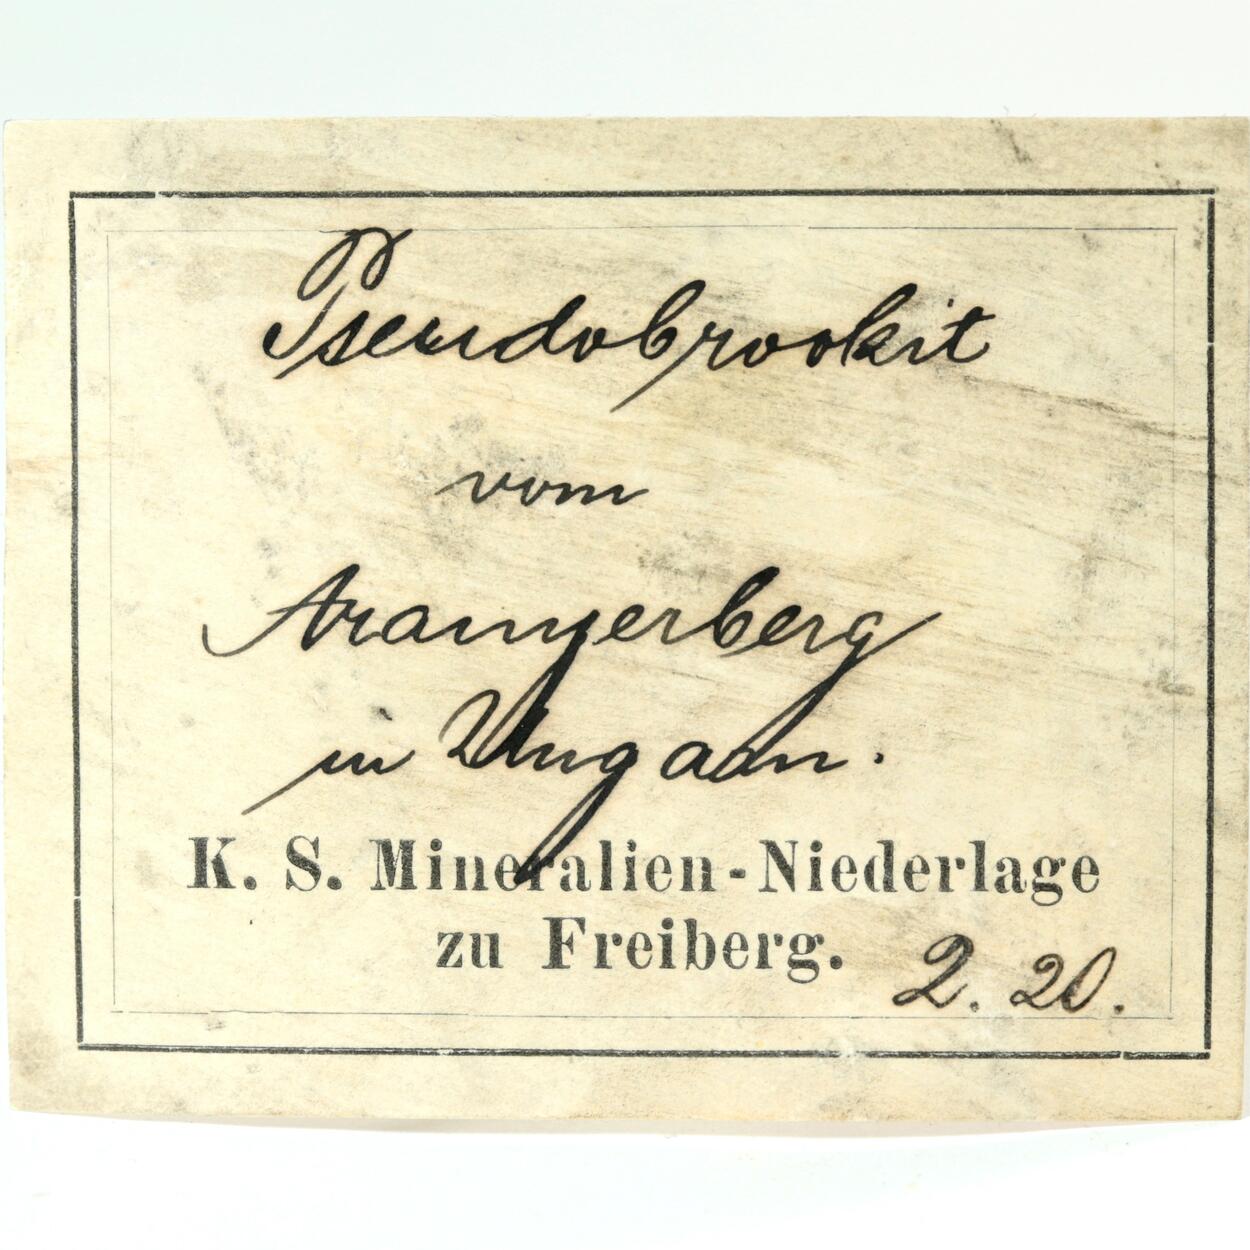 Pseudobrookit
vom
Aranyerberg
in Ungarn.
K. S. Mineralien-Niederlage
zu Freiberg.
2. 20.